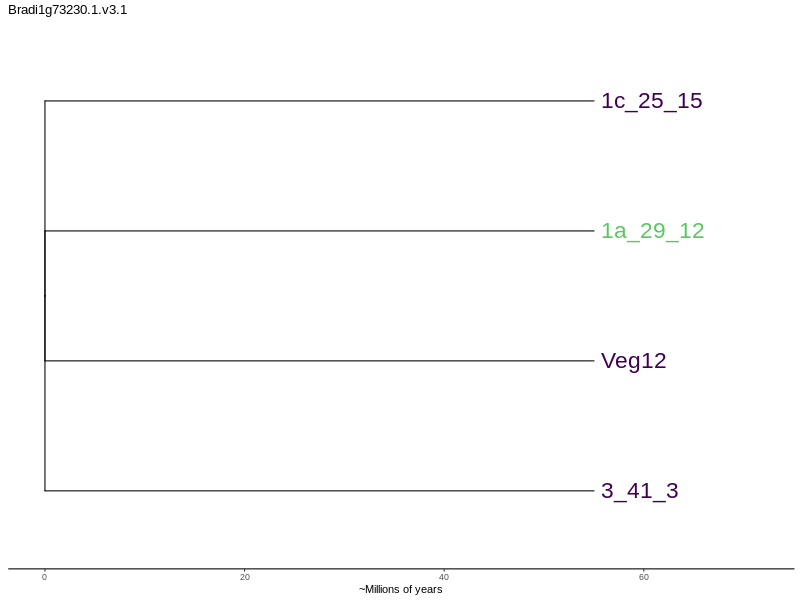 Bradi1g73230.1.v3.1
1c_25_15
1a_29_12
Veg12
3_41_3
0 20 40 60
~Millions of years